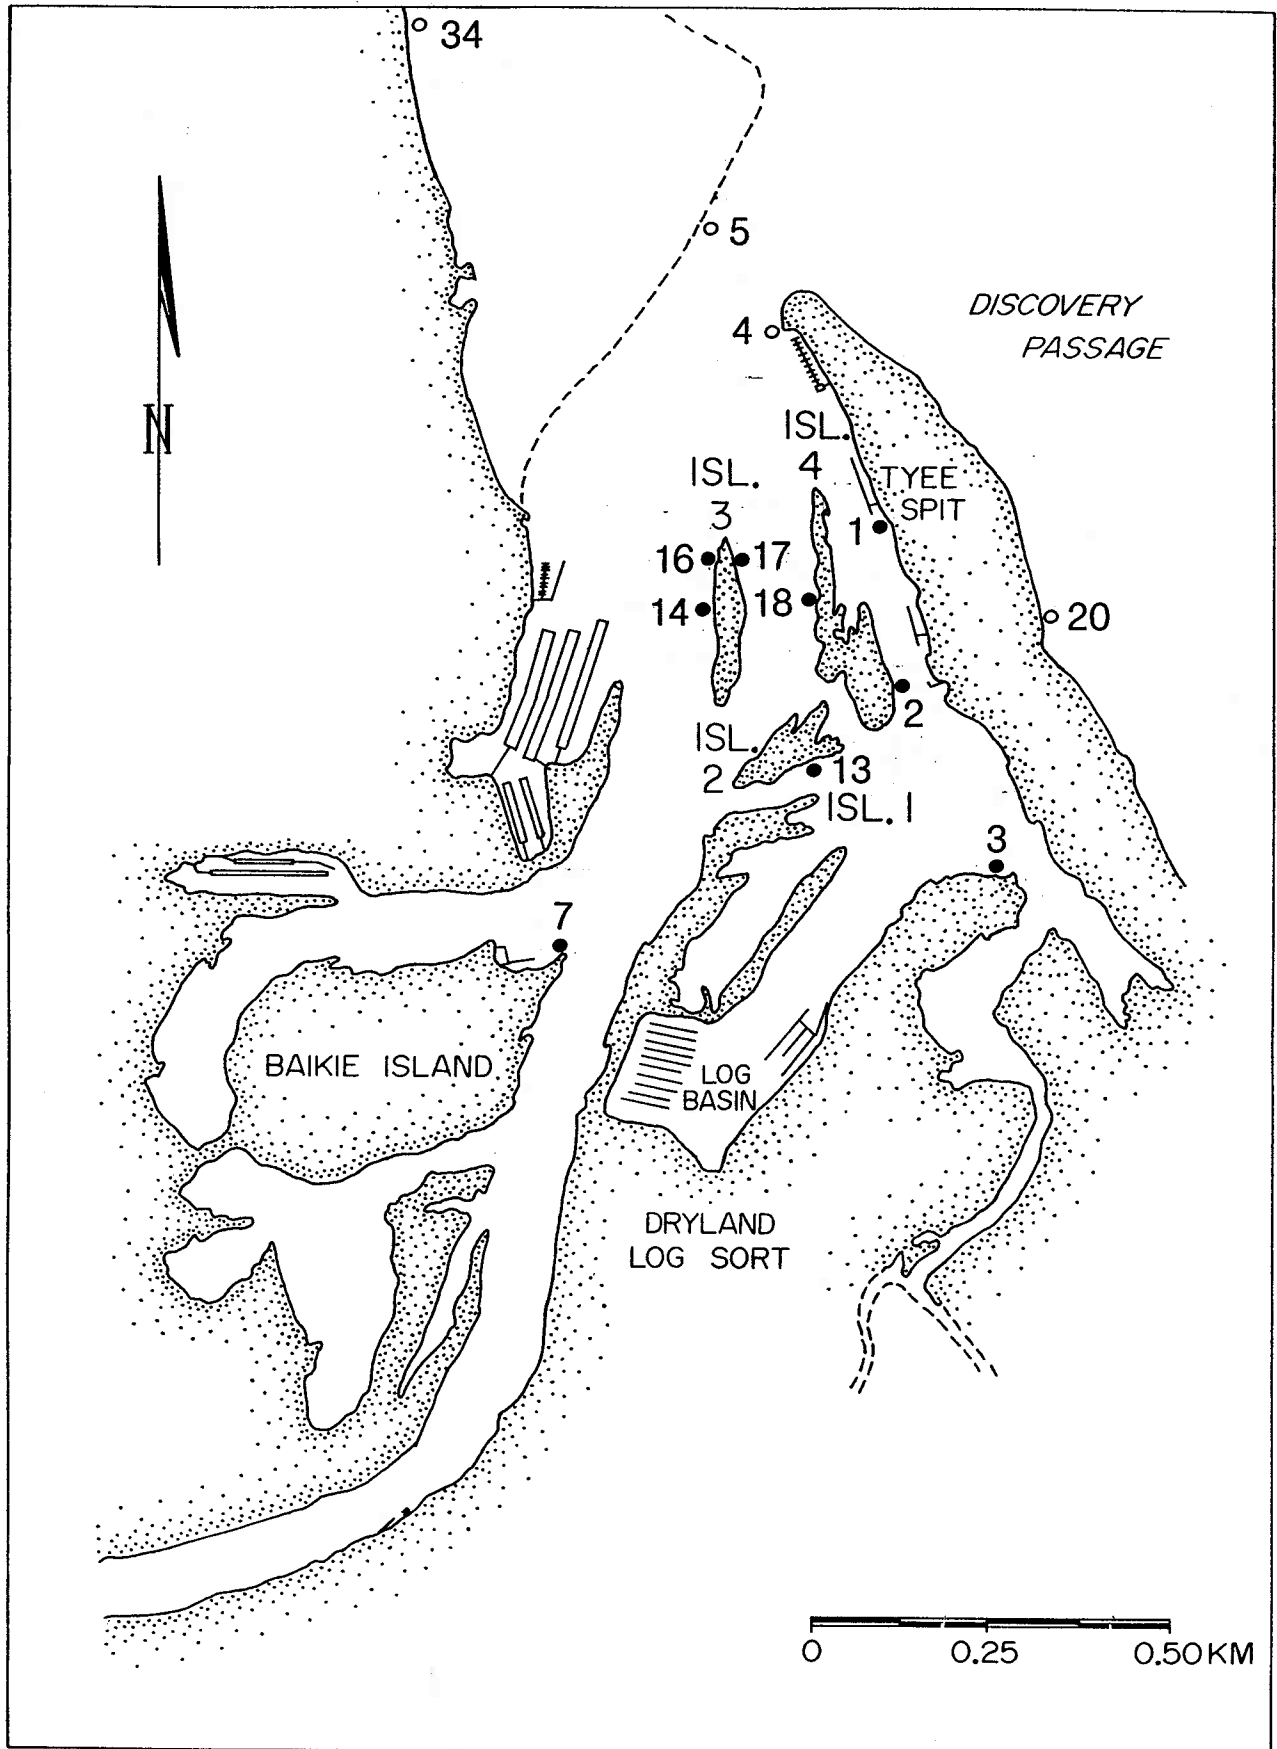 34
5
DISCOVERY
PASSAGE
4
N
ISL.
4
ISL.
3
TYEE
SPIT
1
16
17
14
18
20
2
ISL.
2
13
ISL. 1
3
7
BAIKIE ISLAND
LOG
BASIN
DRYLAND
LOG SORT
0 0.25 0.50 KM